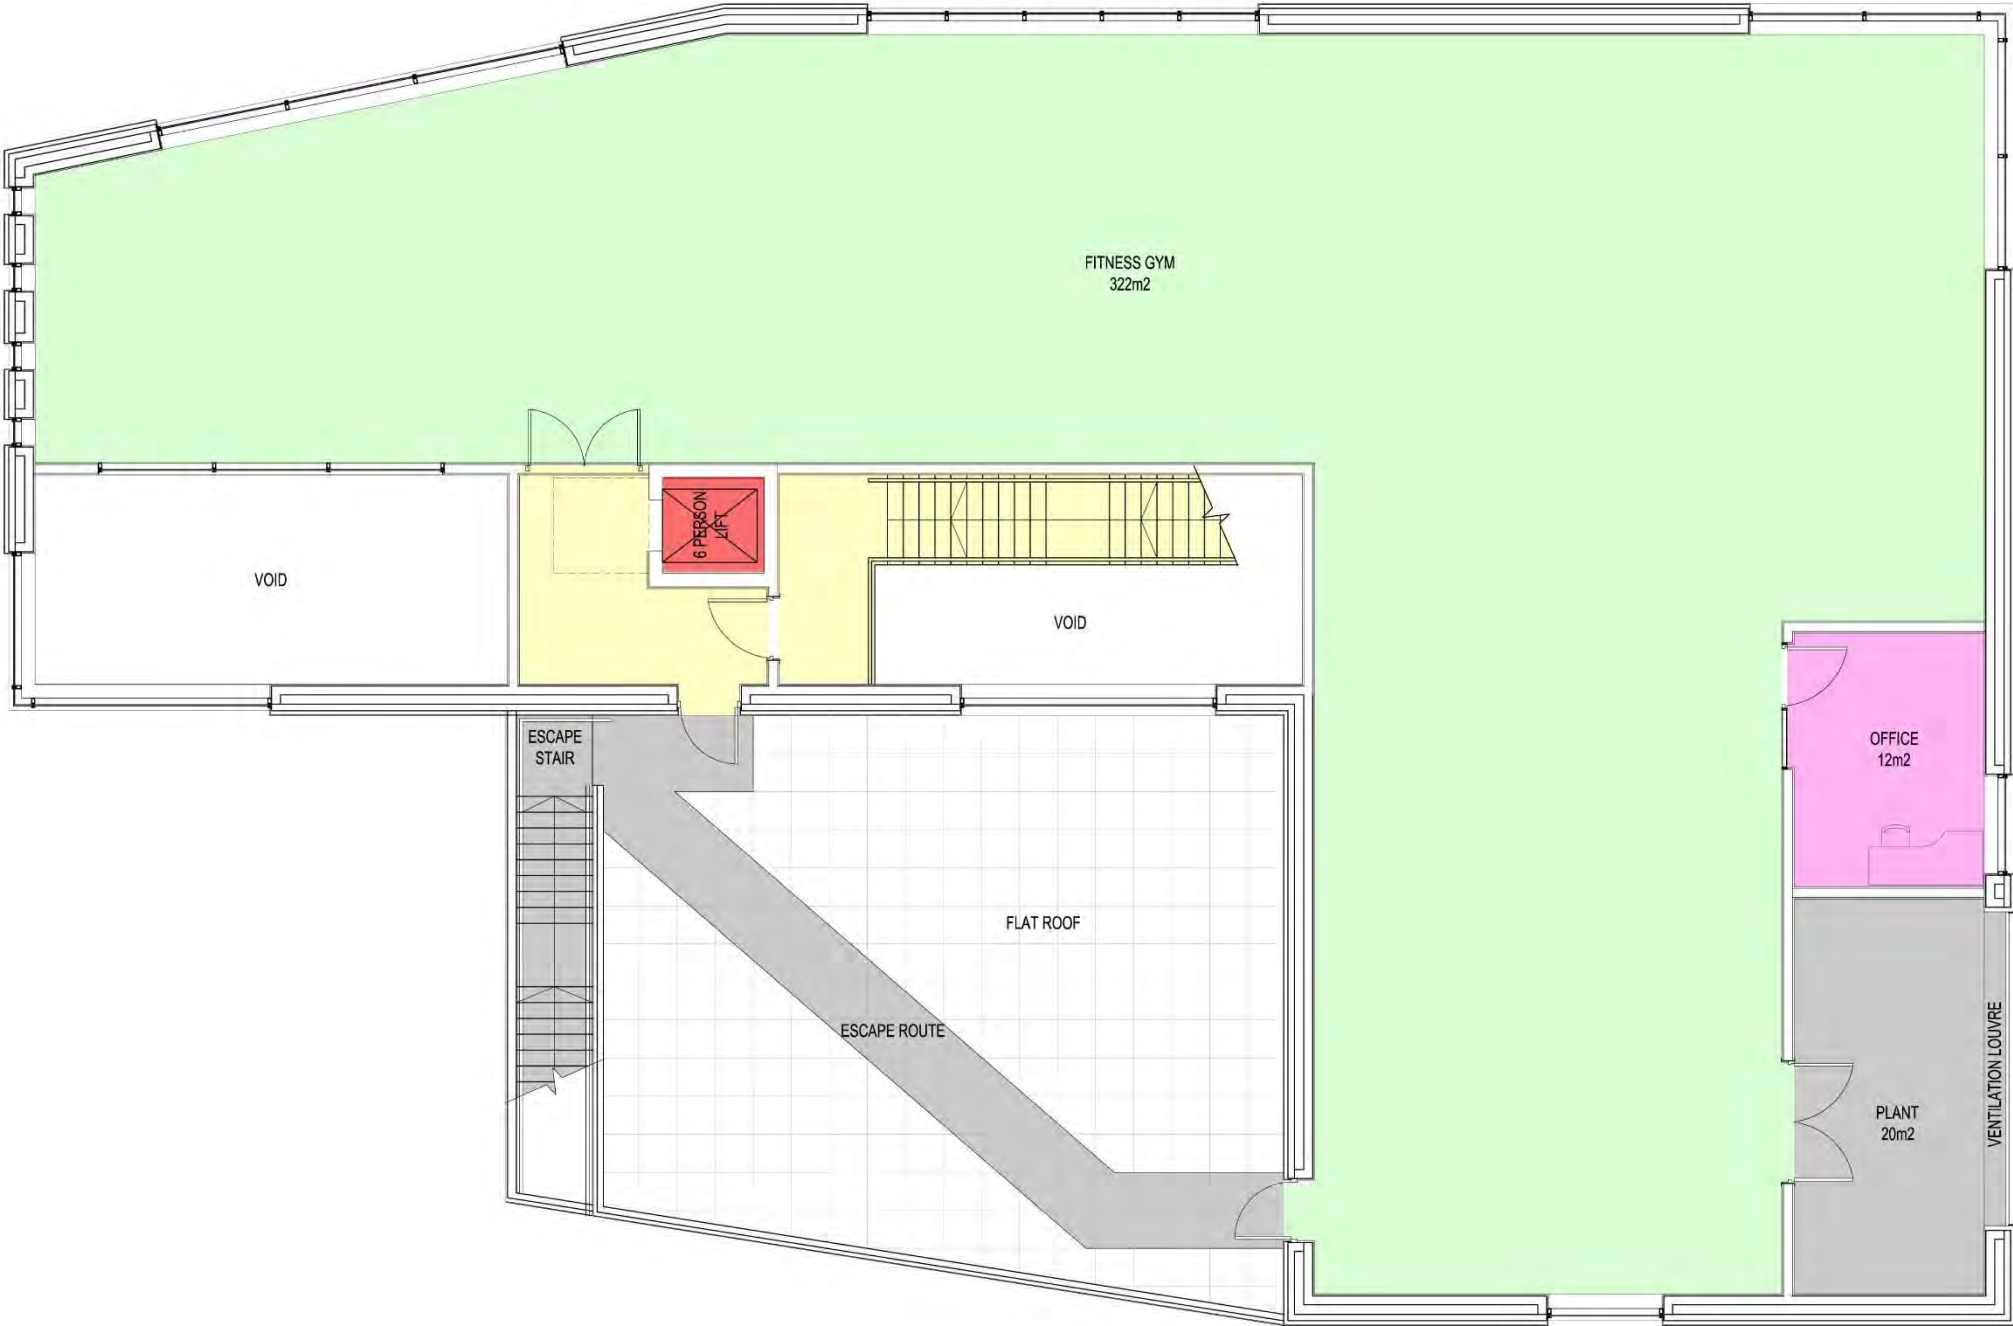 FITNESS GYM
322m2
6 PERSON
LIFT
VOID
VOID
ESCAPE
STAIR
OFFICE
12m2
FLAT ROOF
ESCAPE ROUTE
PLANT
20m2
VENTILATION LOUVRE